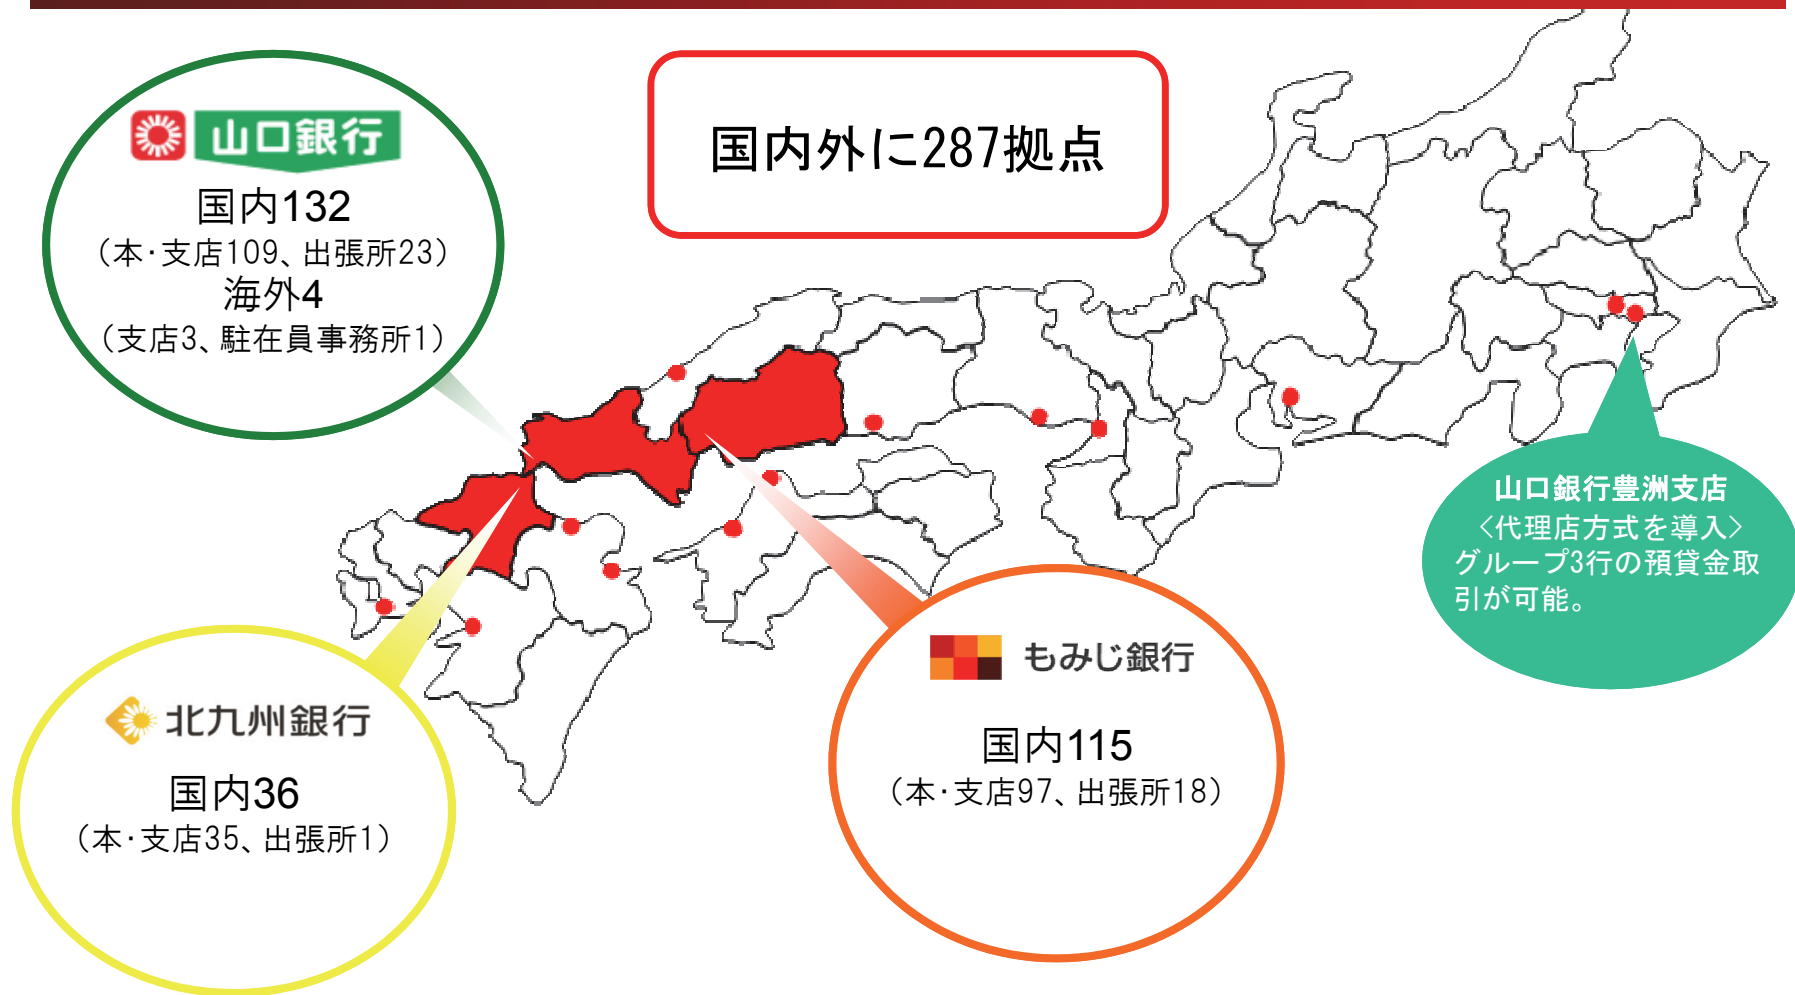 国内外に287拠点
山口銀行
国内132
(本・支店109、出張所23)
海外4
(支店3、駐在員事務所1)
山口銀行豊洲支店
<代理店方式を導入>
グループ3行の預貸金取
引が可能。
もみじ銀行
国内115
(本・支店97、出張所18)
北九州銀行
国内36
(本・支店35、出張所1)